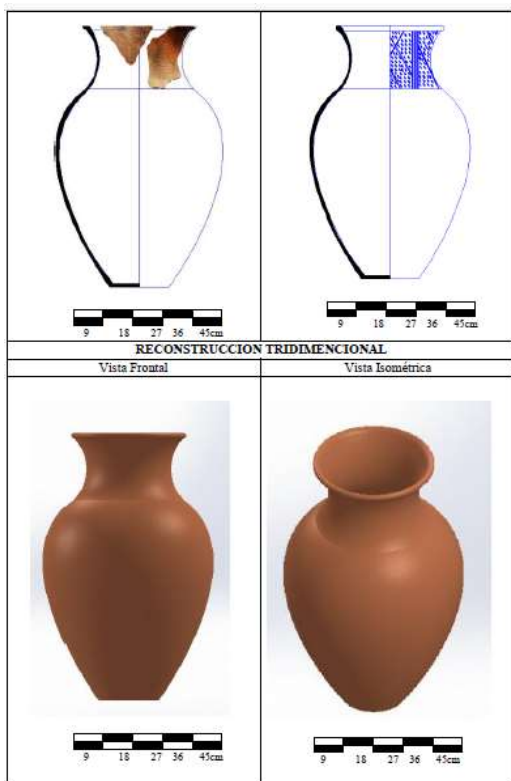 9 18 27 36 45cm
9 18 27 36 45cm
RECONSTRUCCION TRIDIMENCIONAL
Vista Frontal
Vista Isométrica
9 18 27 36 45cm
9 18 27 36 45cm